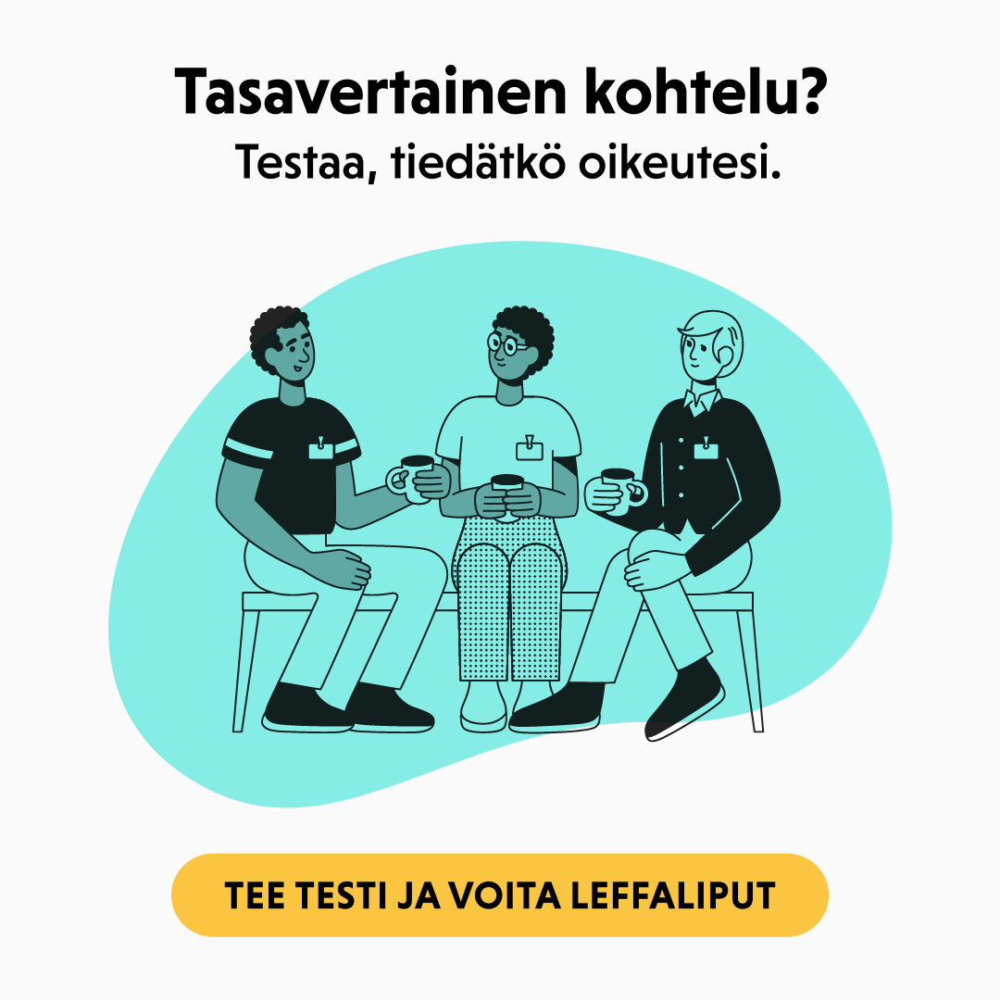 Tasavertainen kohtelu?
Testaa, tiedätkö oikeutesi.
TEE TESTI JA VOITA LEFFALIPUT